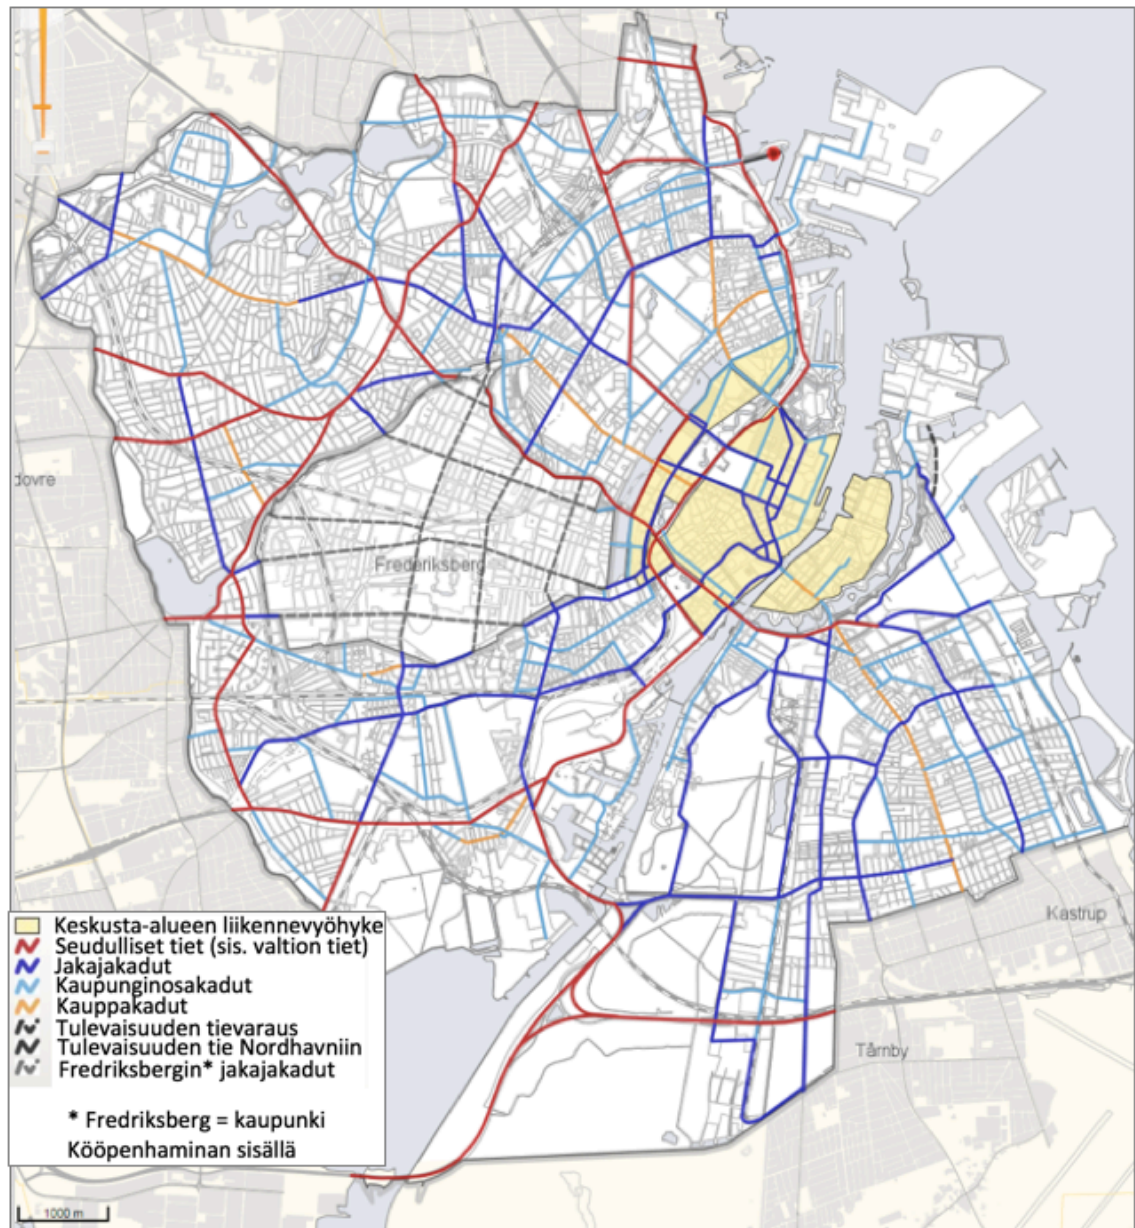 dovre
Frederiksberg
Keskusta-alueen liikennevyöhyke
Seudulliset tiet (sis. valtion tiet)
Jakajakadut
Kaupunginosakadut
Kauppakadut
Tulevaisuuden tievaraus
Tulevaisuuden tie Nordhavniin
Fredriksbergin* jakajakadut
* Fredriksberg = kaupunki
Kööpenhaminan sisällä
Kastrup
Tårnby
1000 m